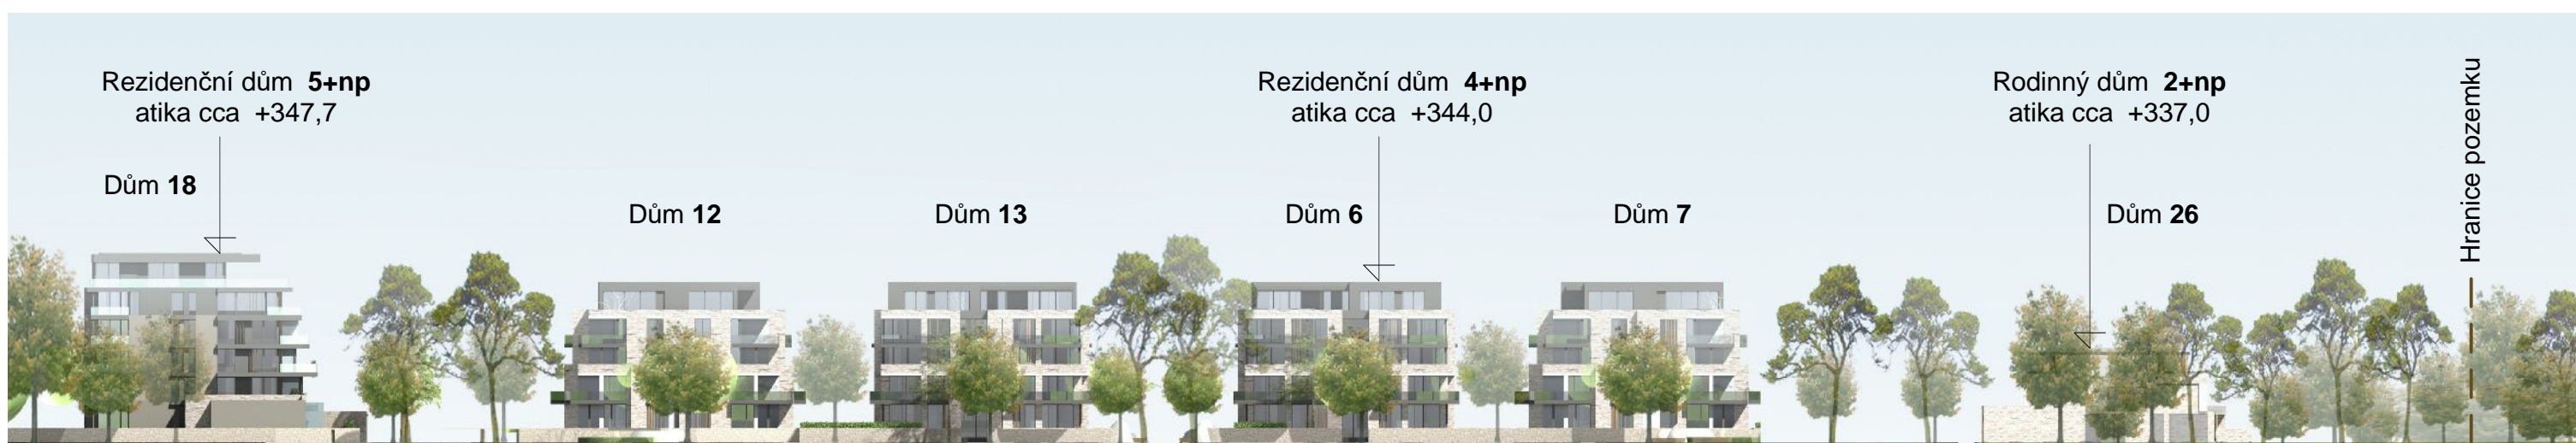 Rezidenční dům 5+np
atika cca +347,7
Dům 18
Dům 12
Dům 13
Rezidenční dům 4+np
atika cca +344,0
Dům 6
Dům 7
Rodinný dům 2+np
atika cca +337,0
Dům 26
Hranice pozemku